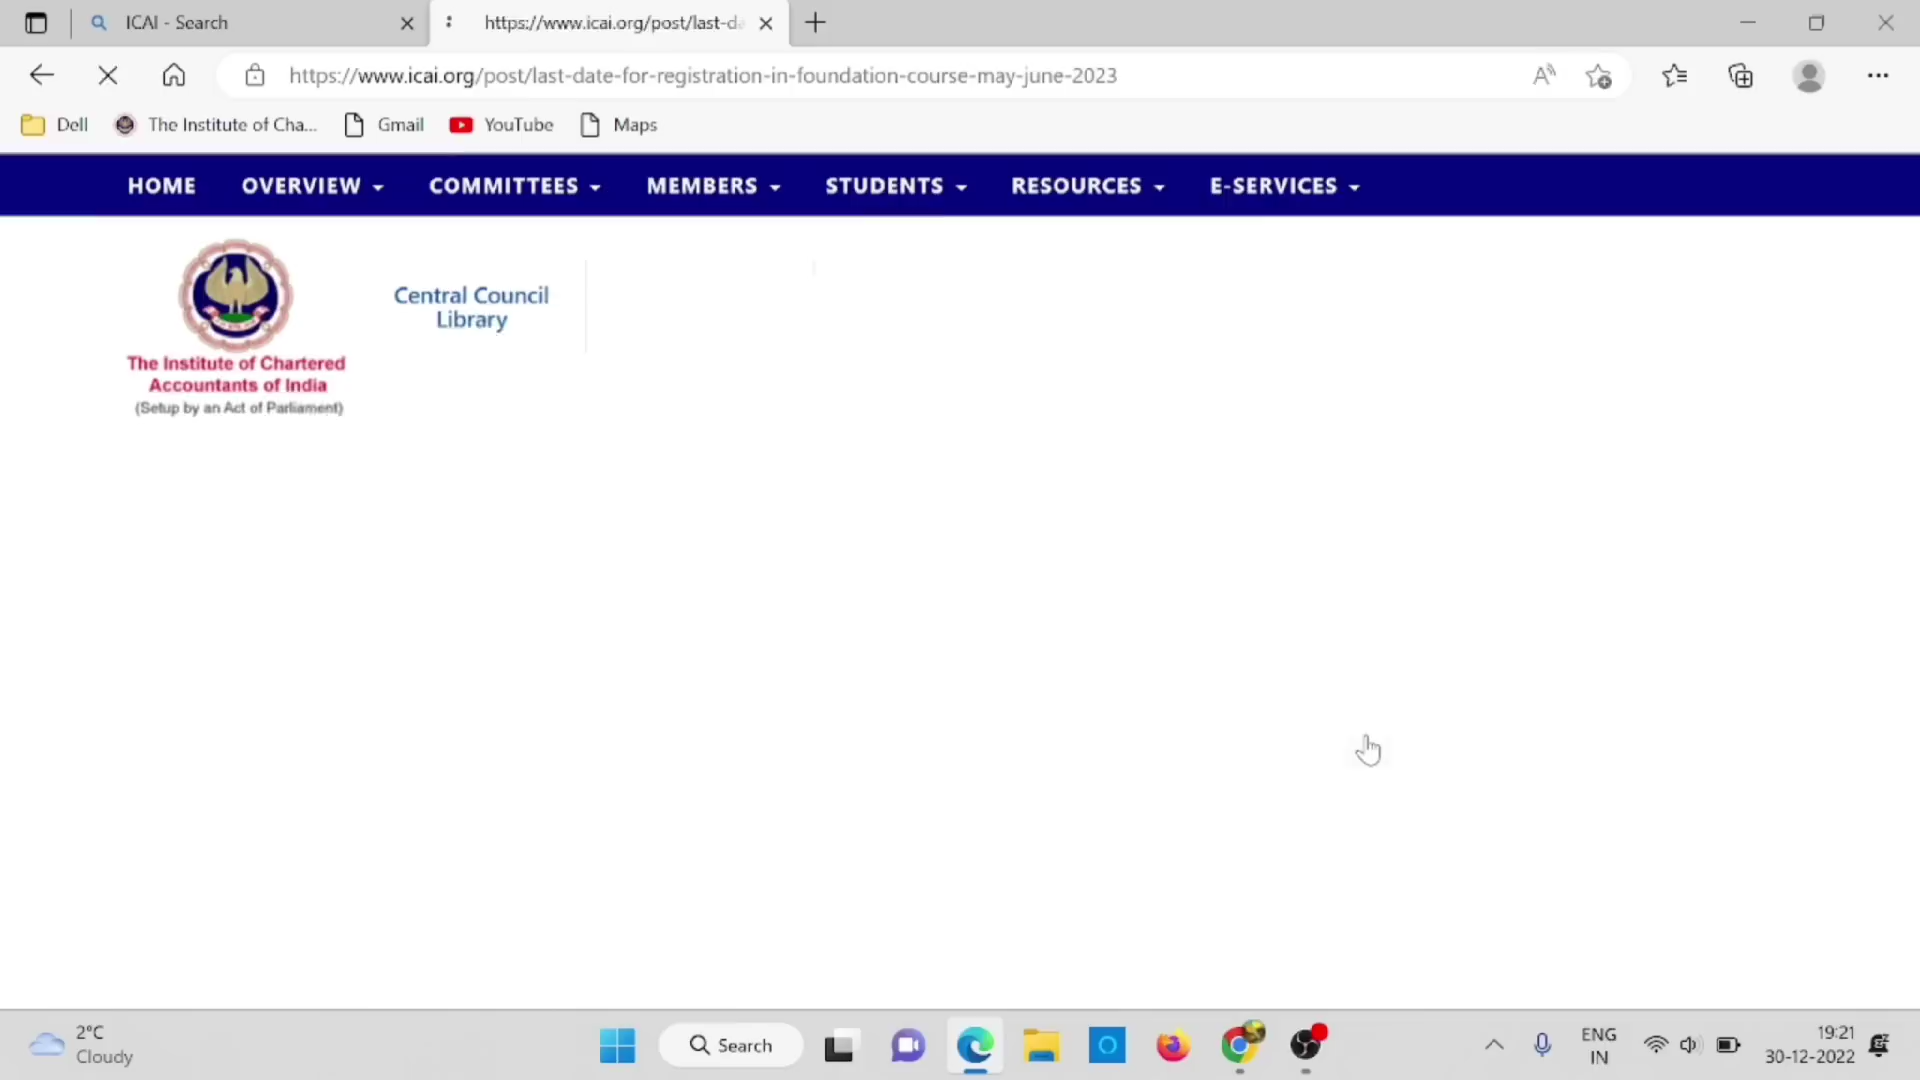 ICAI - Search
https://www.icai.org/post/last-da
https://www.icai.org/post/last-date-for-registration-in-foundation-course-may-june-2023
Dell
The Institute of Cha...
Gmail
YouTube
Maps
HOME OVERVIEW COMMITTEES MEMBERS STUDENTS RESOURCES E-SERVICES
Central Council
Library
The Institute of Chartered
Accountants of India
(Setup by an Act of Parliament)
2°C
Cloudy
Search
ENG
IN
19:21
30-12-2022